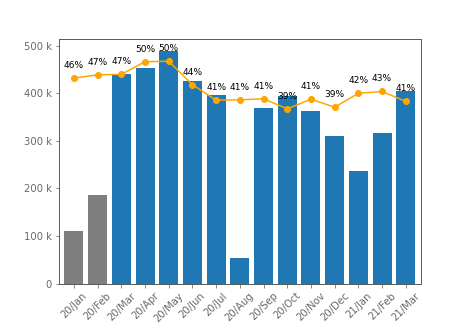 500 k
400 k
300 k
200 k
100 k
0
46% 47% 47% 50% 50% 44% 41% 41% 41% 39% 41% 39% 42% 43% 41%
20/Jan 20/Feb 20/Mar 20/Apr 20/May 20/Jun 20/Jul 20/Aug 20/Sep 20/Oct 20/Nov 20/Dec 21/Jan 21/Feb 21/Mar